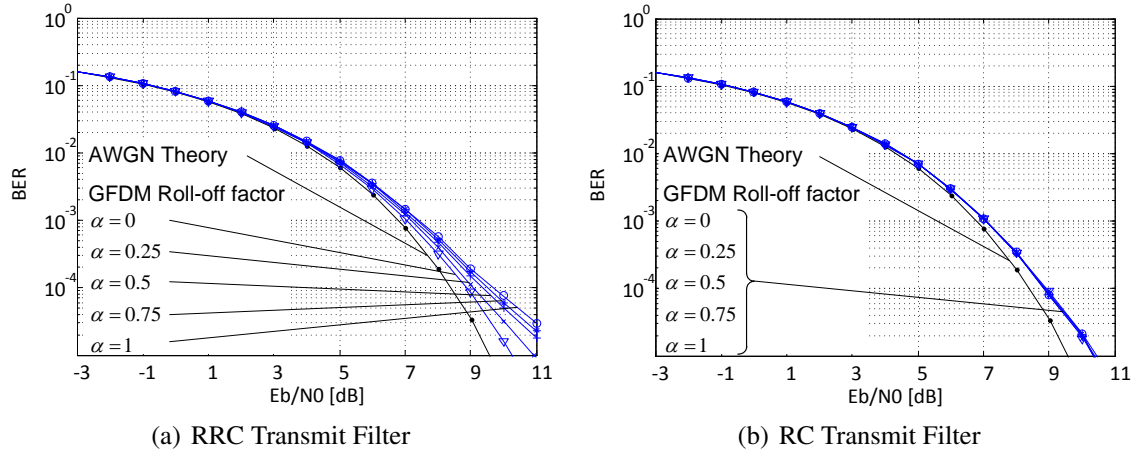 10^0
10^-1
10^-2
10^-3
10^-4
BER
AWGN Theory
GFDM Roll-off factor
α = 0
α = 0.25
α = 0.5
α = 0.75
α = 1
-3 -1 1 3 5 7 9 11
Eb/N0 [dB]
(a) RRC Transmit Filter
10^0
10^-1
10^-2
10^-3
10^-4
BER
AWGN Theory
GFDM Roll-off factor
α = 0
α = 0.25
α = 0.5
α = 0.75
α = 1
-3 -1 1 3 5 7 9 11
Eb/N0 [dB]
(b) RC Transmit Filter